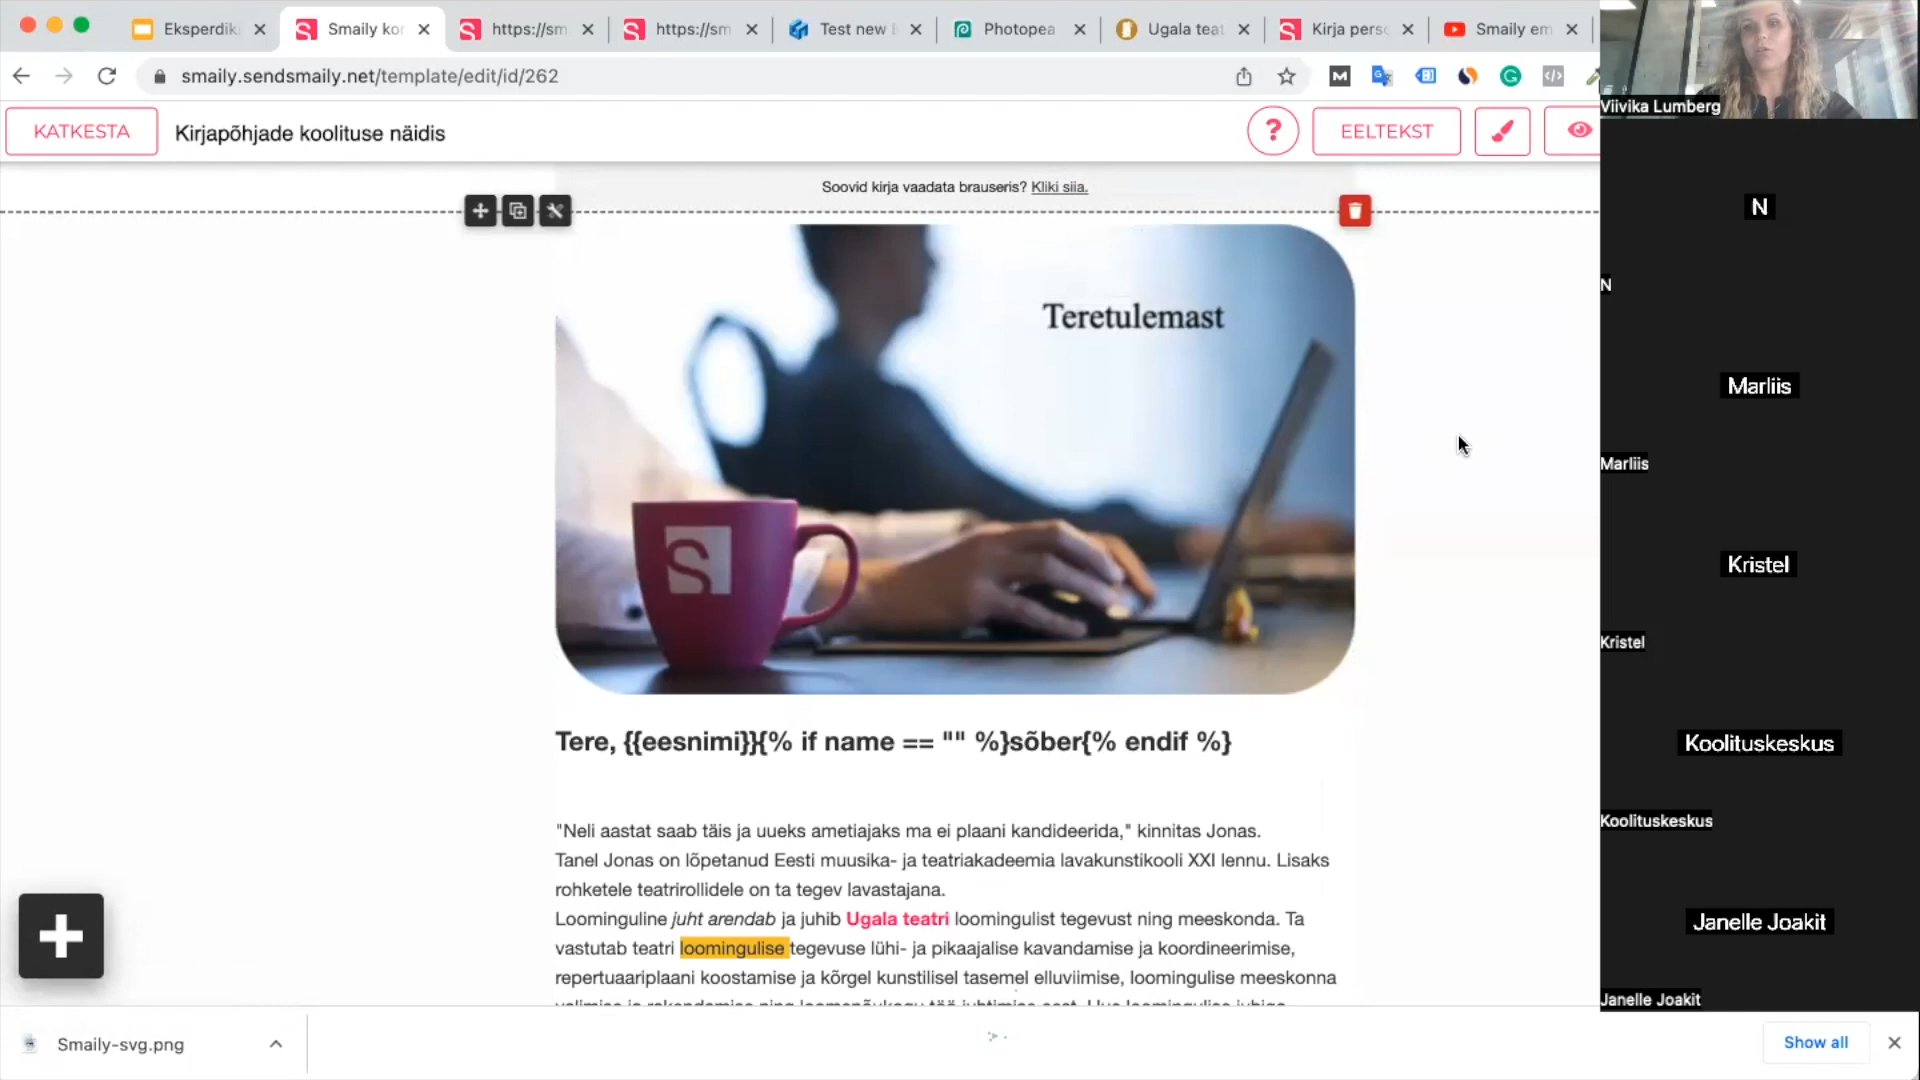 Eksperdik
Smaily kor
https://sm
https://sm
Test new
Photopea
Ugala teat
Kirja pers
Smaily em
smaily.sendsmaily.net/template/edit/id/262
Viivika Lumberg
KATKESTA
Kirjapõhjade koolituse näidis
?
EELTEKST
Soovid kirja vaadata brauseris? Kliki siia.
N
N
Teretulemast
Marliis
Marliis
S
Kristel
Kristel
Tere, {{eesnimi}}{% if name == "" %}sõber{% endif %}
Koolituskeskus
Koolituskeskus
"Neli aastat saab täis ja uueks ametiajaks ma ei plaani kandideerida," kinnitas Jonas.
Tanel Jonas on lõpetanud Eesti muusika- ja teatriakadeemia lavakunstikooli XXI lennu. Lisaks
rohketele teatrirollidele on ta tegev lavastajana.
Loominguline juht arendab ja juhib Ugala teatri loomingulist tegevust ning meeskonda. Ta
vastutab teatri loomingulise tegevuse lühi- ja pikaajalise kavandamise ja koordineerimise,
repertuaariplaani koostamise ja kõrgel kunstilisel tasemel elluviimise, loomingulise meeskonna
Janelle Joakit
Janelle Joakit
Smaily-svg.png
Show all